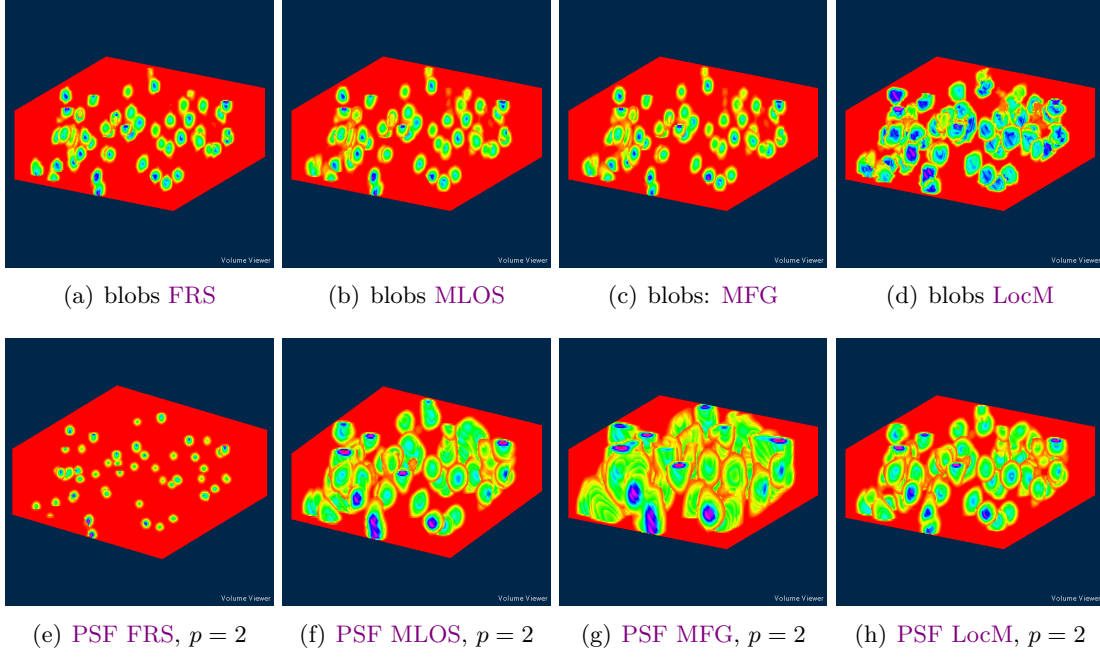 Volume Viewer
Volume Viewer
Volume Viewer
Volume Viewer
(a) blobs FRS
(b) blobs MLOS
(c) blobs: MFG
(d) blobs LocM
Volume Viewer
Volume Viewer
Volume Viewer
Volume Viewer
(e) PSF FRS, p = 2
(f) PSF MLOS, p = 2
(g) PSF MFG, p = 2
(h) PSF LocM, p = 2